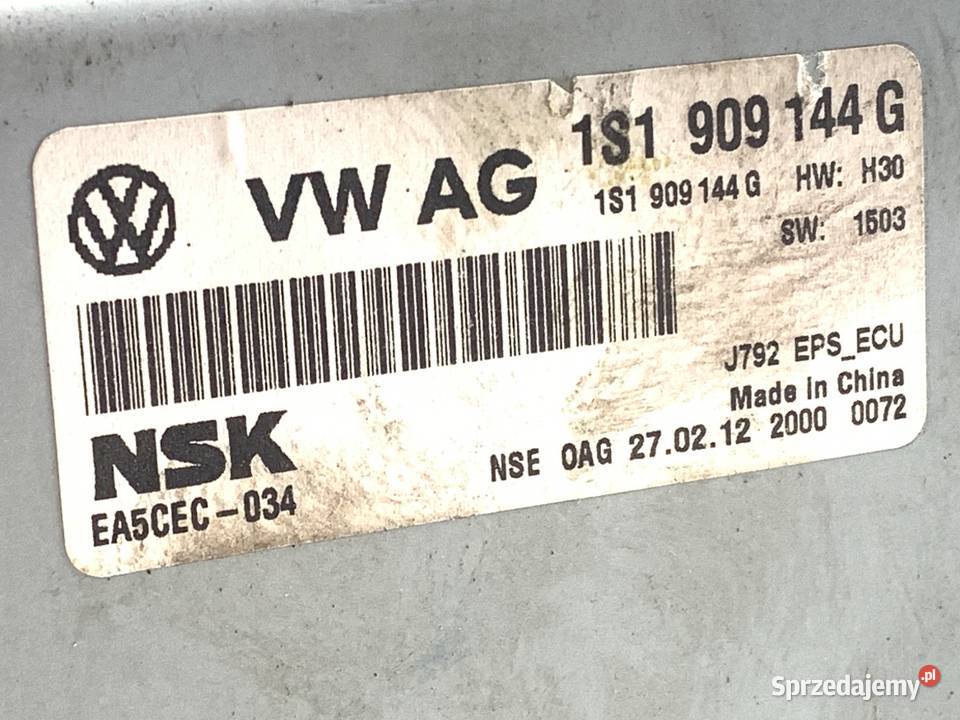 VW AG
1S1 909 144 G
1S1 909 144 G HW: H30
SW: 1503
J792 EPS_ECU
Made in China
NSK
NSE OAG 27.02.12 2000 0072
EA5CEC-034
Sprzedajemy.pl